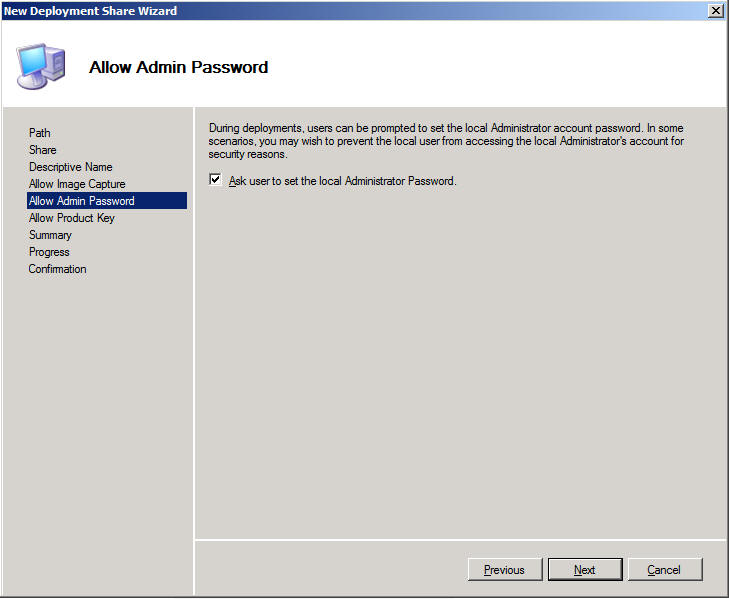 New Deployment Share Wizard
Allow Admin Password
Path
Share
Descriptive Name
Allow Image Capture
Allow Admin Password
Allow Product Key
Summary
Progress
Confirmation
During deployments, users can be prompted to set the local Administrator account password. In some
scenarios, you may wish to prevent the local user from accessing the local Administrator's account for
security reasons.
Ask user to set the local Administrator Password.
Previous
Next
Cancel